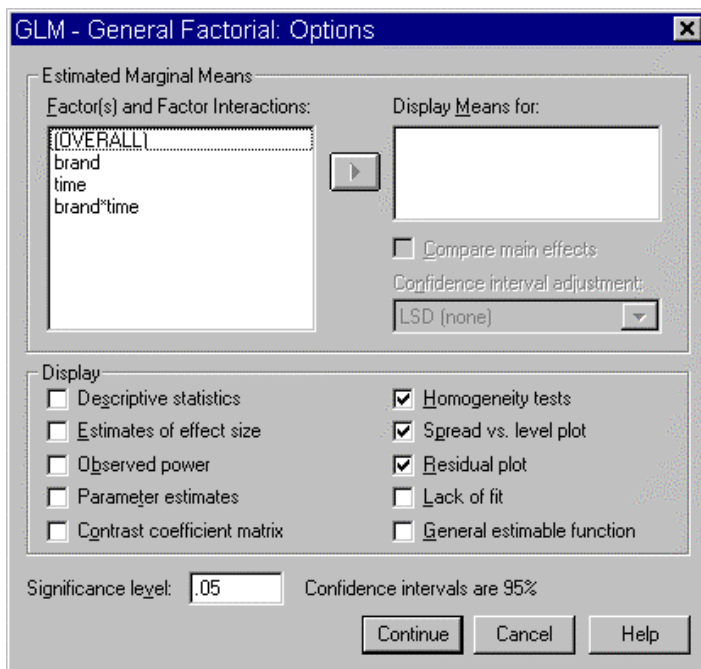 GLM - General Factorial: Options
Estimated Marginal Means
Factor(s) and Factor Interactions:
(OVERALL)
brand
time
brand*time
Display Means for:
Compare main effects
Confidence interval adjustment:
LSD (none)
Display
Descriptive statistics
Estimates of effect size
Observed power
Parameter estimates
Contrast coefficient matrix
Homogeneity tests
Spread vs. level plot
Residual plot
Lack of fit
General estimable function
Significance level: .05 Confidence intervals are 95%
Continue Cancel Help